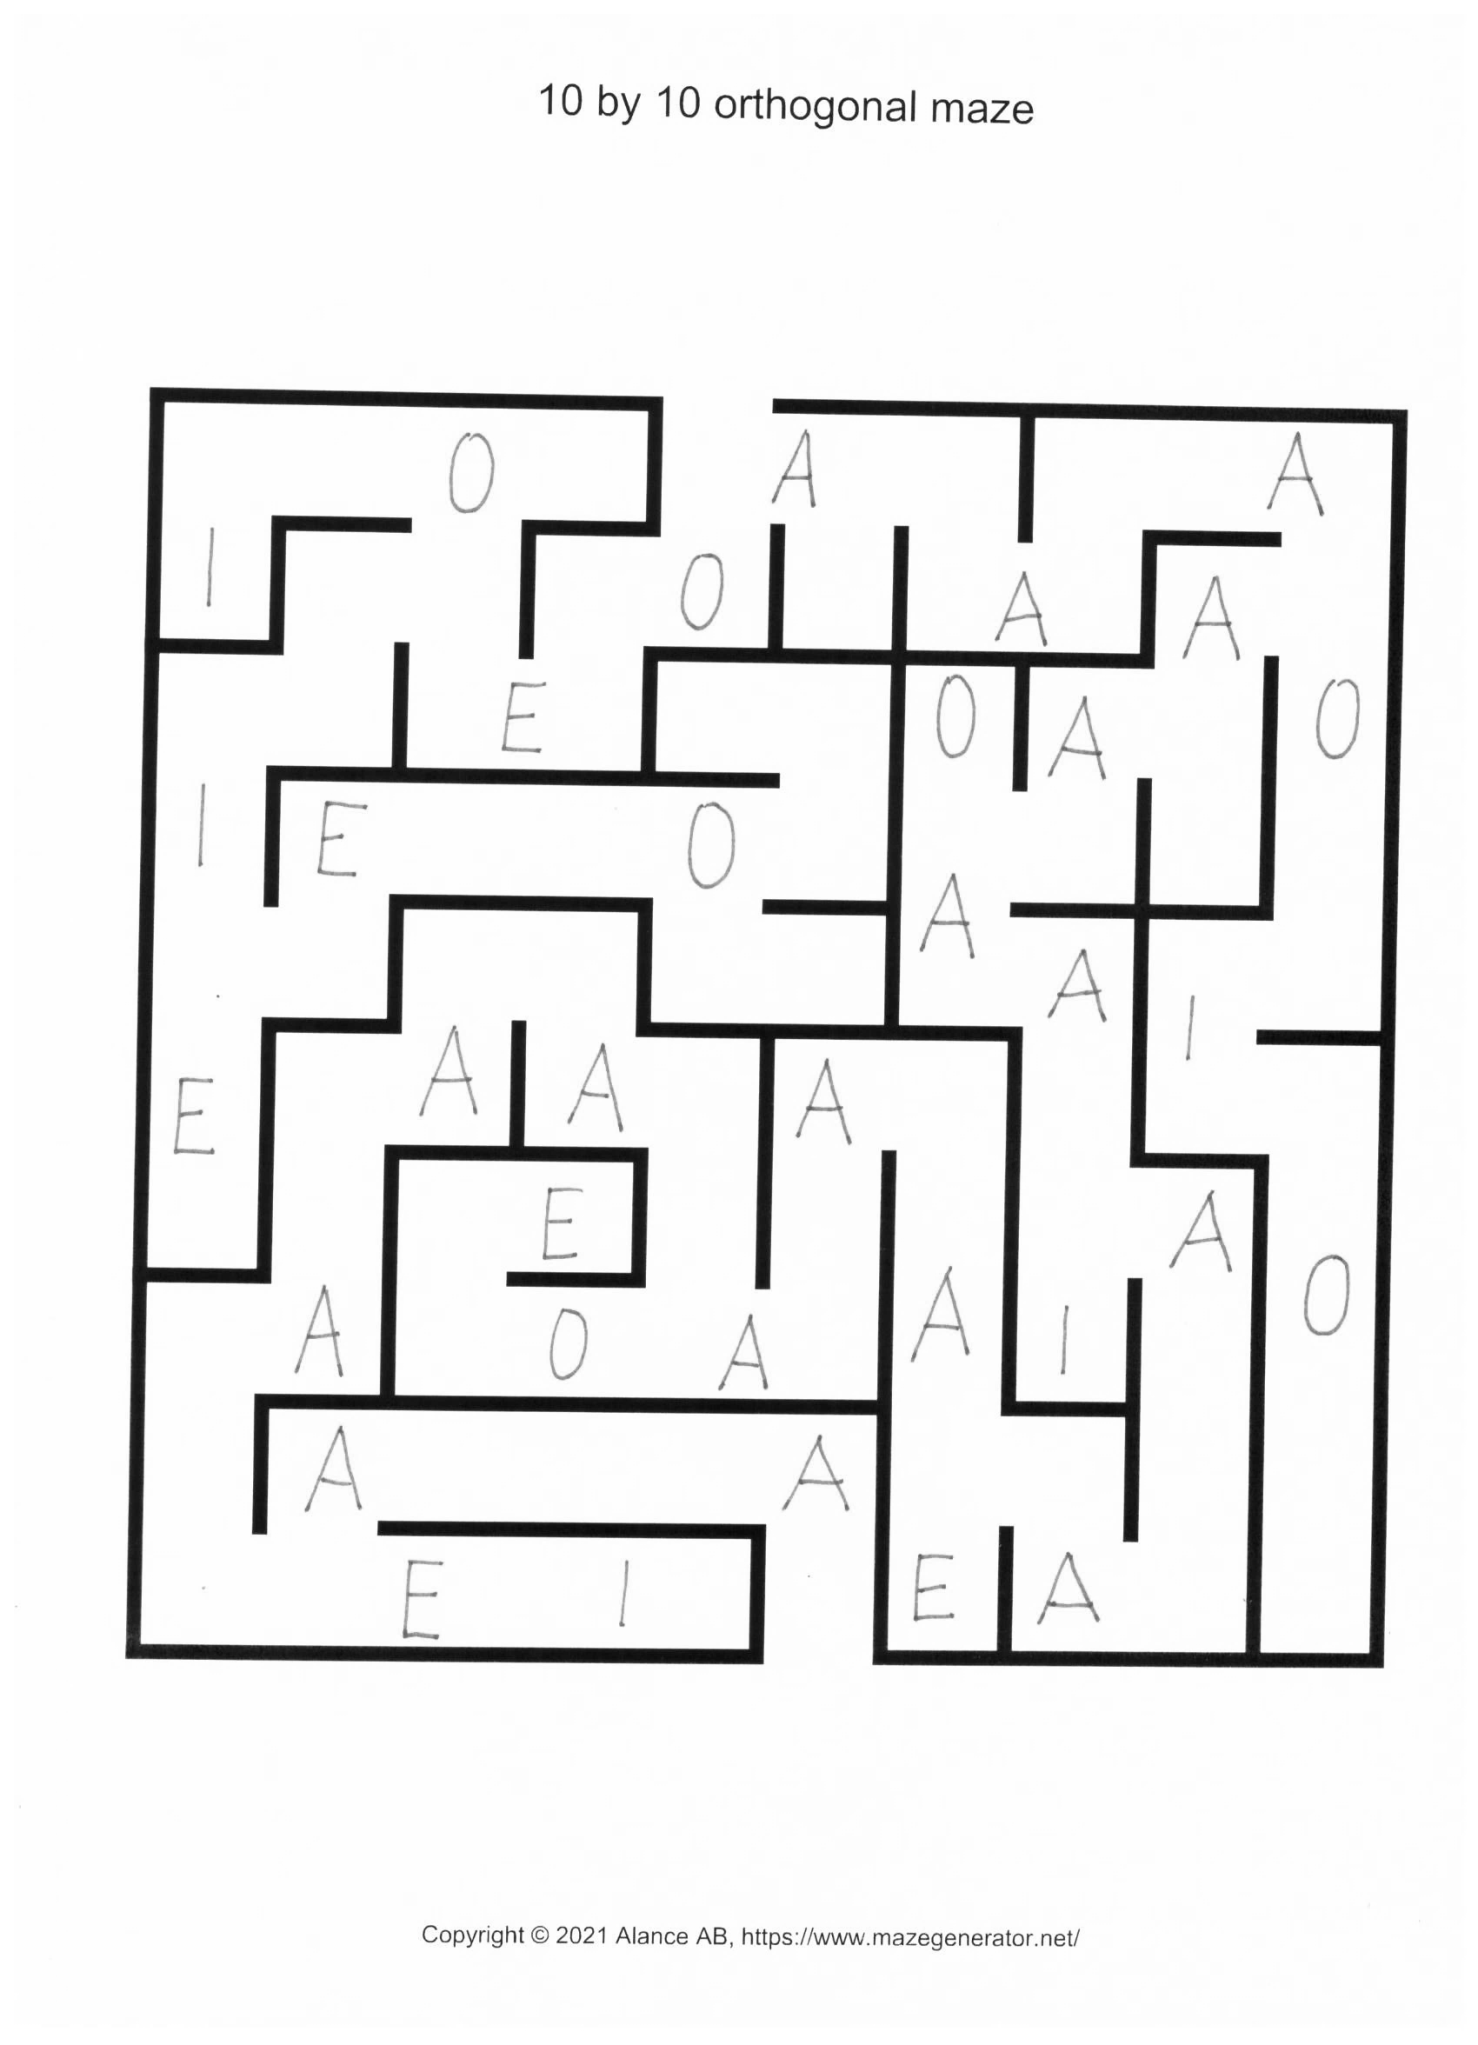 10 by 10 orthogonal maze
O A A
I O A A
E O A O
I E O
A A I
E A A A
E A
A O A A I O
A A
E I E A
Copyright © 2021 Alance AB, https://www.mazegenerator.net/